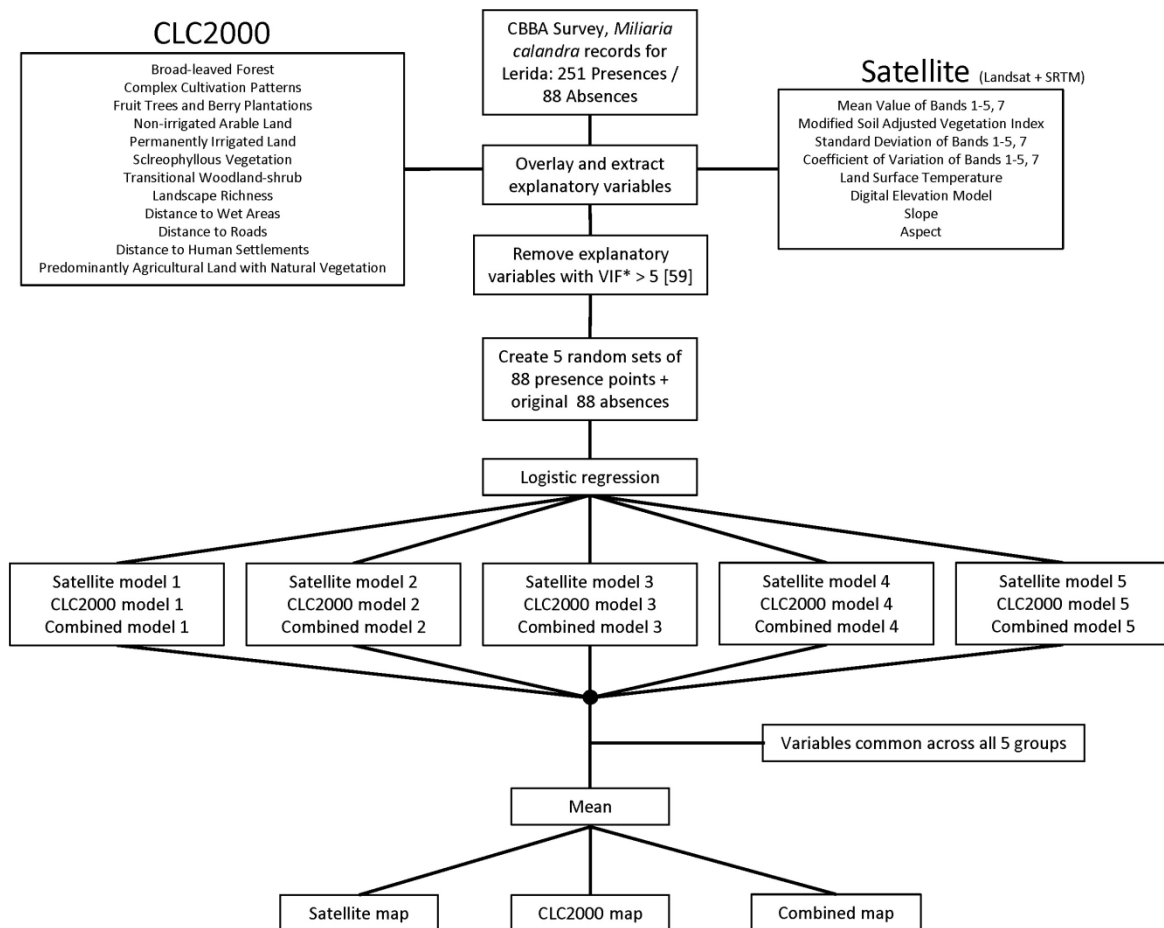 CLC2000
Broad-leaved Forest
Complex Cultivation Patterns
Fruit Trees and Berry Plantations
Non-irrigated Arable Land
Permanently Irrigated Land
Sclreophyllous Vegetation
Transitional Woodland-shrub
Landscape Richness
Distance to Wet Areas
Distance to Roads
Distance to Human Settlements
Predominantly Agricultural Land with Natural Vegetation
CBBA Survey, Miliaria
calandra records for
Lerida: 251 Presences /
88 Absences
Satellite (Landsat + SRTM)
Mean Value of Bands 1-5, 7
Modified Soil Adjusted Vegetation Index
Standard Deviation of Bands 1-5, 7
Coefficient of Variation of Bands 1-5, 7
Land Surface Temperature
Digital Elevation Model
Slope
Aspect
Overlay and extract
explanatory variables
Remove explanatory
variables with VIF* > 5 [59]
Create 5 random sets of
88 presence points +
original 88 absences
Logistic regression
Satellite model 1
CLC2000 model 1
Combined model 1
Satellite model 2
CLC2000 model 2
Combined model 2
Satellite model 3
CLC2000 model 3
Combined model 3
Satellite model 4
CLC2000 model 4
Combined model 4
Satellite model 5
CLC2000 model 5
Combined model 5
Variables common across all 5 groups
Mean
Satellite map
CLC2000 map
Combined map